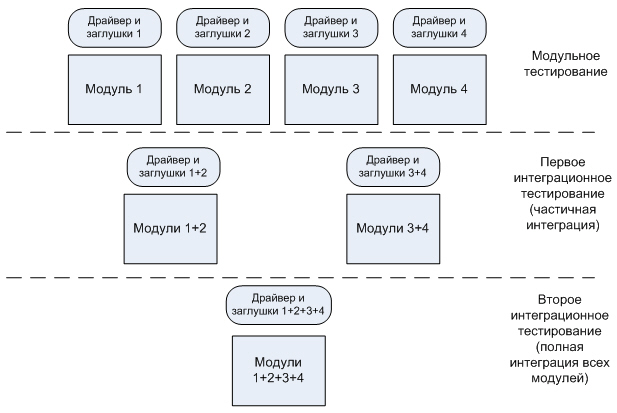 Драйвер и
заглушки 1
Драйвер и
заглушки 2
Драйвер и
заглушки 3
Драйвер и
заглушки 4
Модуль 1
Модуль 2
Модуль 3
Модуль 4
Модульное
тестирование
Драйвер и
заглушки 1+2
Драйвер и
заглушки 3+4
Модули 1+2
Модули 3+4
Первое
интеграционное
тестирование
(частичная
интеграция)
Драйвер и
заглушки 1+2+3+4
Модули
1+2+3+4
Второе
интеграционное
тестирование
(полная
интеграция всех
модулей)